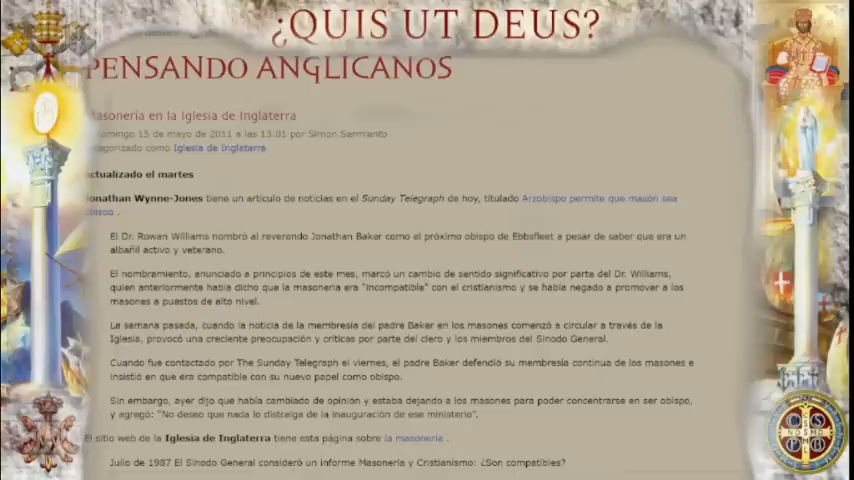 ¿QUIS UT DEUS?
PENSANDO ANGLICANOS
Masonería en la Iglesia de Inglaterra
domingo 15 de mayo de 2011 a las 13.01 por Simon Sarmiento
categorizado como Iglesia de Inglaterra
actualizado el martes
Jonathan Wynne-Jones tiene un artículo de noticias en el Sunday Telegraph de hoy, titulado Arzobispo permite que masón sea
obispo .
El Dr. Rowan Williams nombró al reverendo Jonathan Baker como el próximo obispo de Ebbsfleet a pesar de saber que era un
albañil activo y veterano.
El nombramiento, anunciado a principios de este mes, marcó un cambio de sentido significativo por parte del Dr. Williams,
quien anteriormente había dicho que la masonería era "incompatible" con el cristianismo y se había negado a promover a los
masones a puestos de alto nivel.
La semana pasada, cuando la noticia de la membresía del padre Baker en los masones comenzó a circular a través de la
Iglesia, provocó una creciente preocupación y críticas por parte del clero y los miembros del Sínodo General.
Cuando fue contactado por The Sunday Telegraph el viernes, el padre Baker defendió su membresía continua de los masones e
insistió en que era compatible con su nuevo papel como obispo.
Sin embargo, ayer dijo que había cambiado de opinión y estaba dejando a los masones para poder concentrarse en ser obispo,
y agregó: "No deseo que nada lo distraiga de la inauguración de ese ministerio".
El sitio web de la Iglesia de Inglaterra tiene esta página sobre la masonería .
Julio de 1987 El Sínodo General consideró un informe Masonería y Cristianismo: ¿Son compatibles?